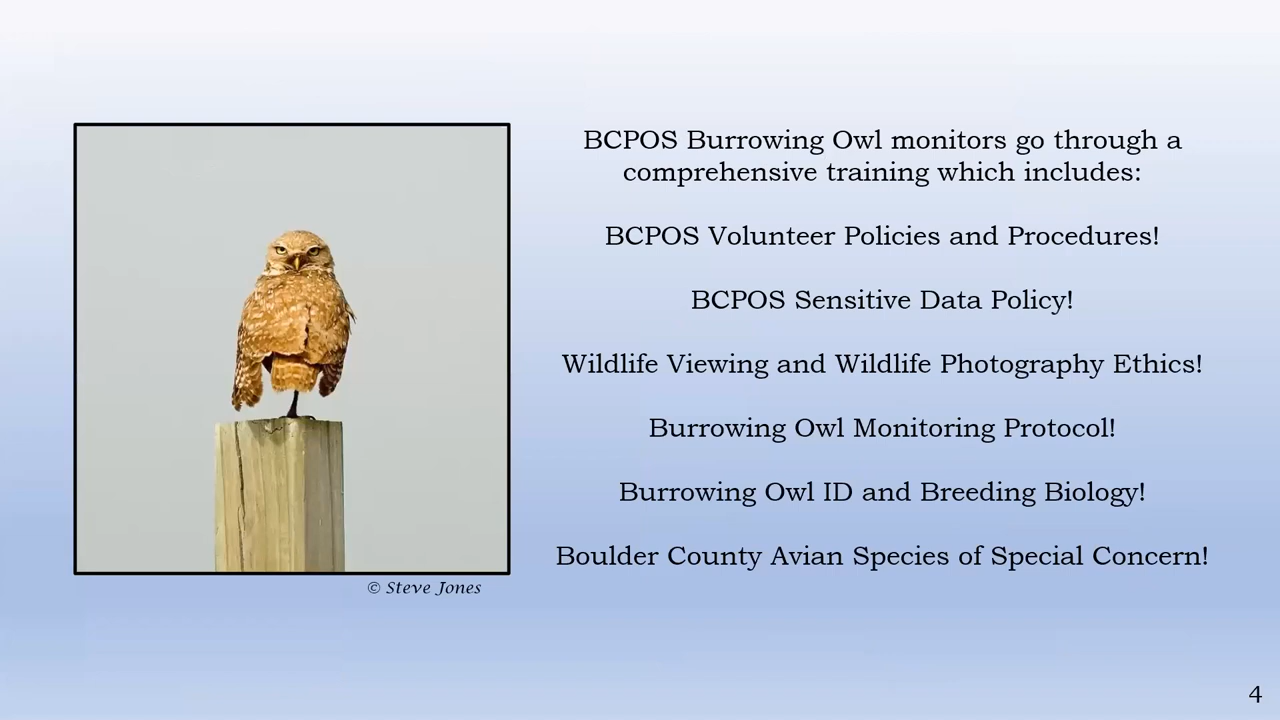 BCPOS Burrowing Owl monitors go through a
comprehensive training which includes:
BCPOS Volunteer Policies and Procedures!
BCPOS Sensitive Data Policy!
Wildlife Viewing and Wildlife Photography Ethics!
Burrowing Owl Monitoring Protocol!
Burrowing Owl ID and Breeding Biology!
Boulder County Avian Species of Special Concern!
© Steve Jones
4